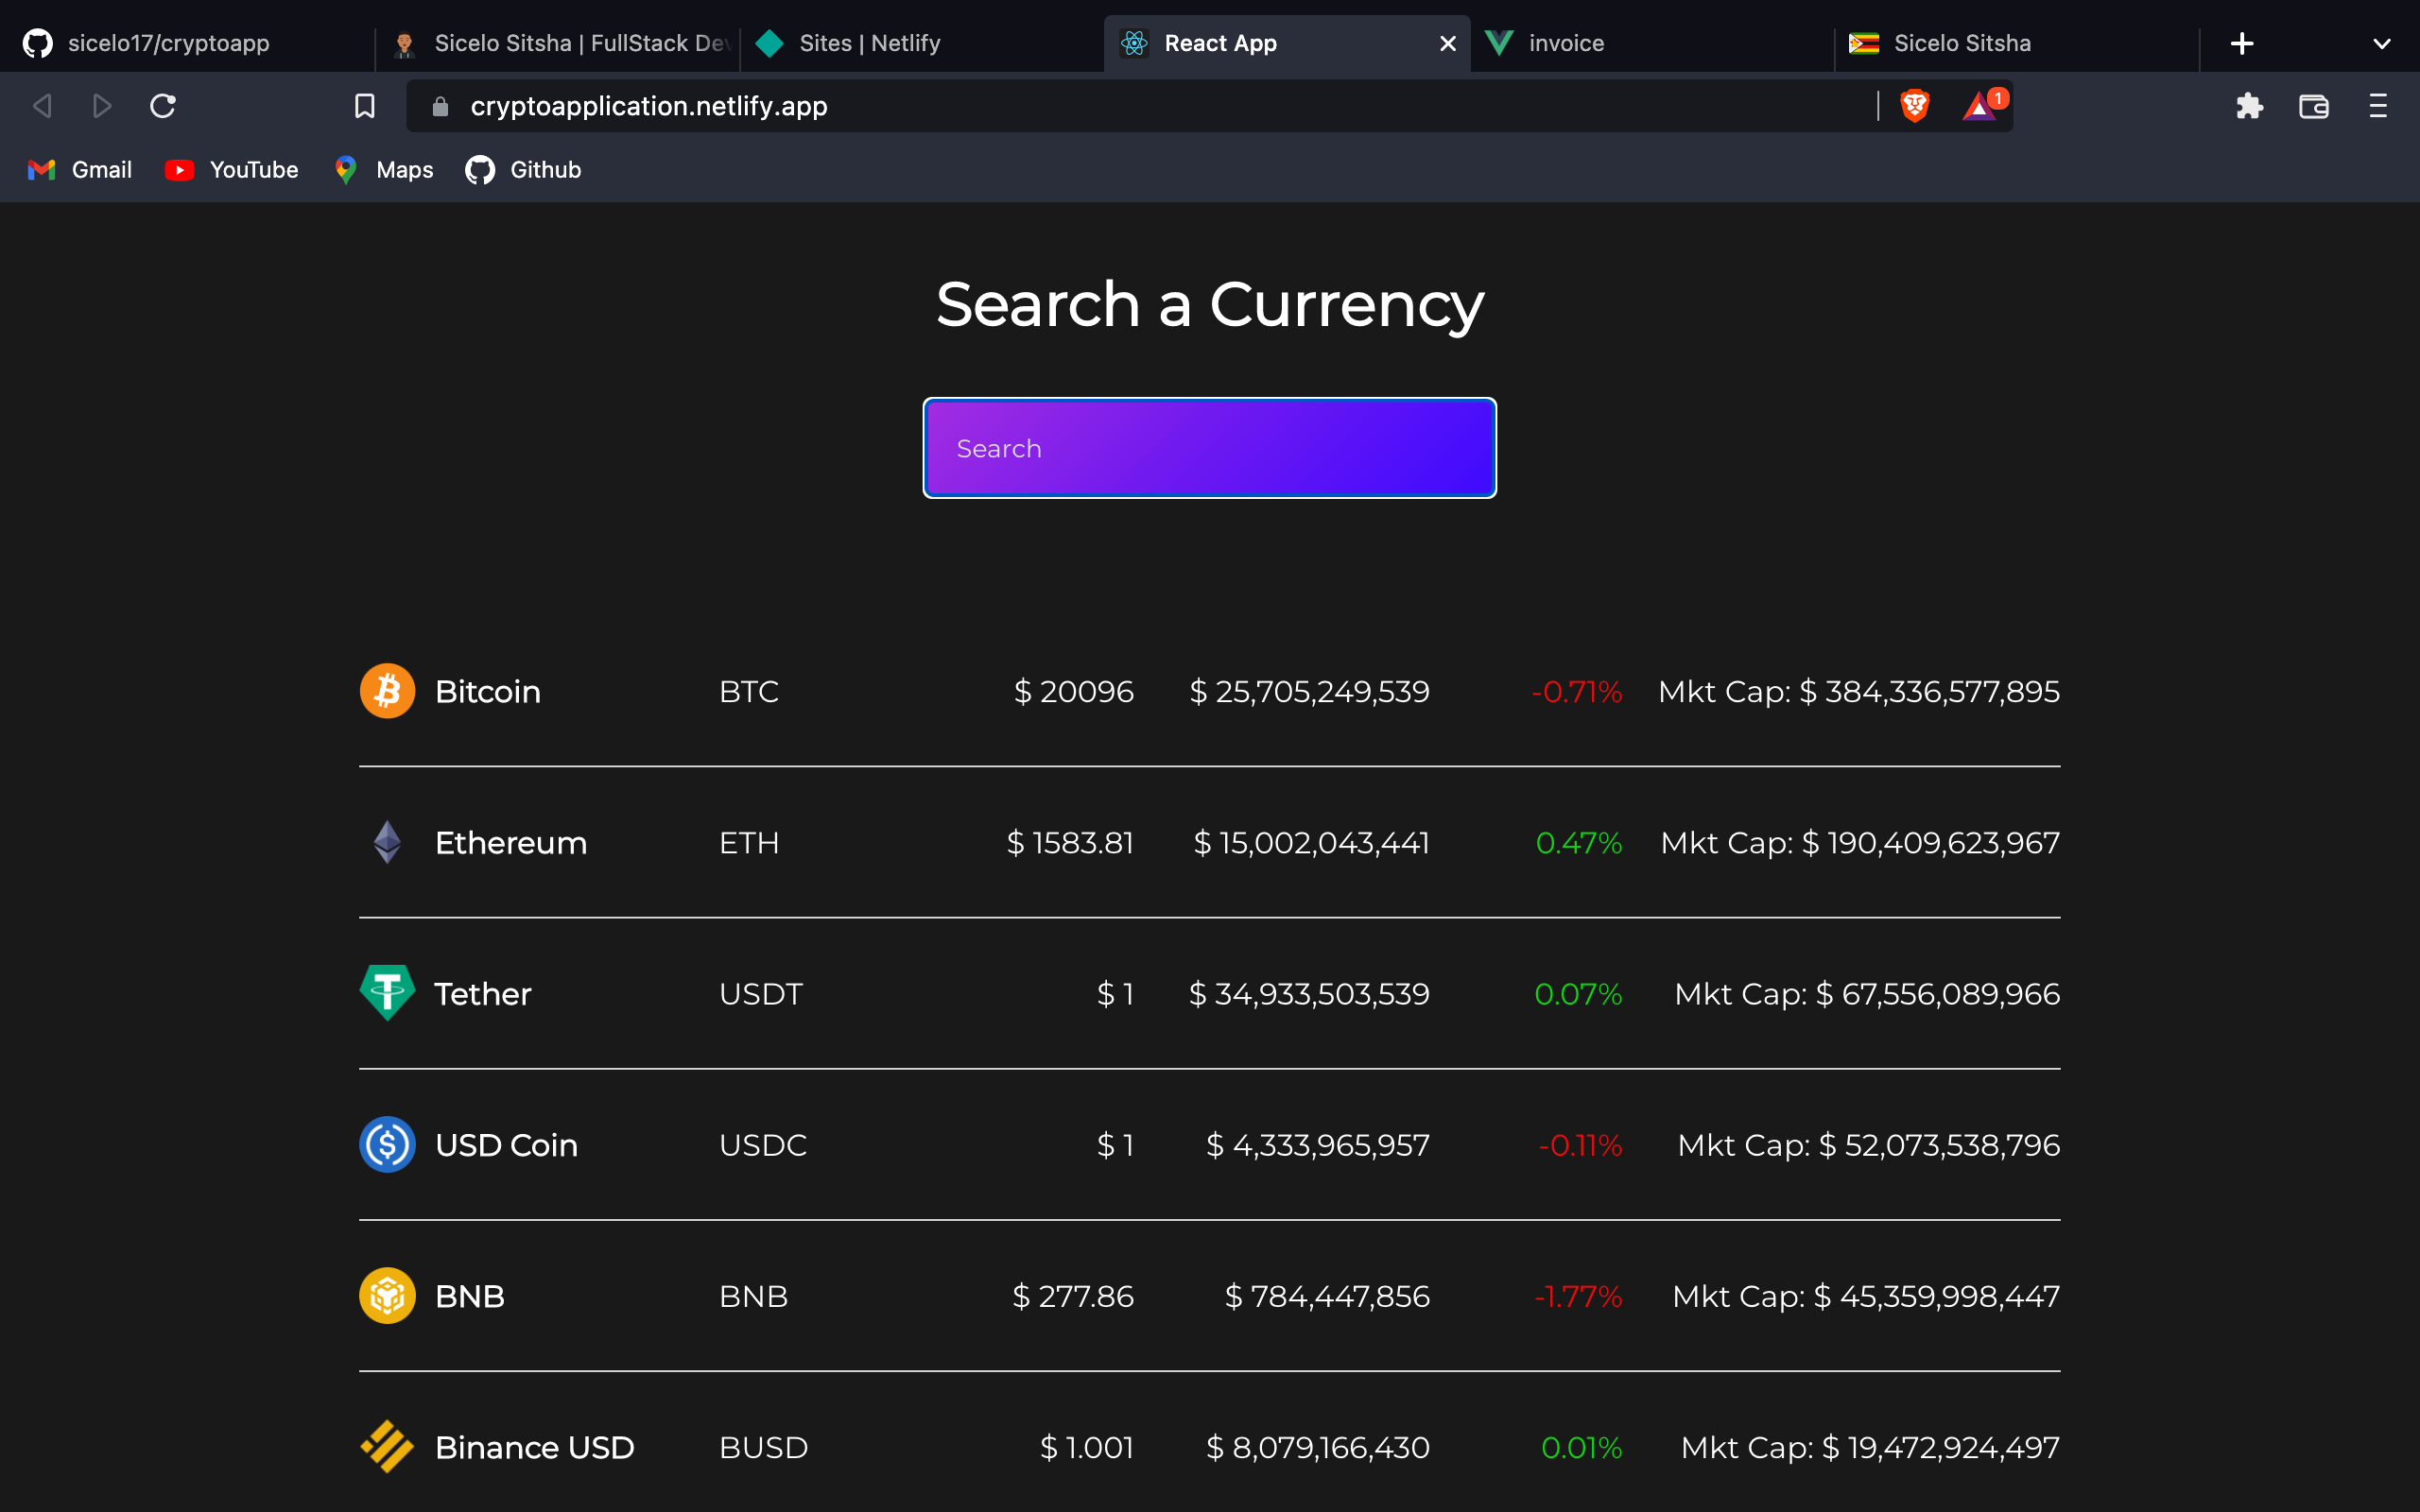 sicelo17/cryptoapp Sicelo Sitsha | FullStack Dev Sites | Netlify React App invoice Sicelo Sitsha
cryptoapplication.netlify.app 1
Gmail YouTube Maps Github
Search a Currency
Search
Bitcoin BTC $ 20096 $ 25,705,249,539 -0.71% Mkt Cap: $ 384,336,577,895
Ethereum ETH $ 1583.81 $ 15,002,043,441 0.47% Mkt Cap: $ 190,409,623,967
Tether USDT $ 1 $ 34,933,503,539 0.07% Mkt Cap: $ 67,556,089,966
USD Coin USDC $ 1 $ 4,333,965,957 -0.11% Mkt Cap: $ 52,073,538,796
BNB BNB $ 277.86 $ 784,447,856 -1.77% Mkt Cap: $ 45,359,998,447
Binance USD BUSD $ 1.001 $ 8,079,166,430 0.01% Mkt Cap: $ 19,472,924,497